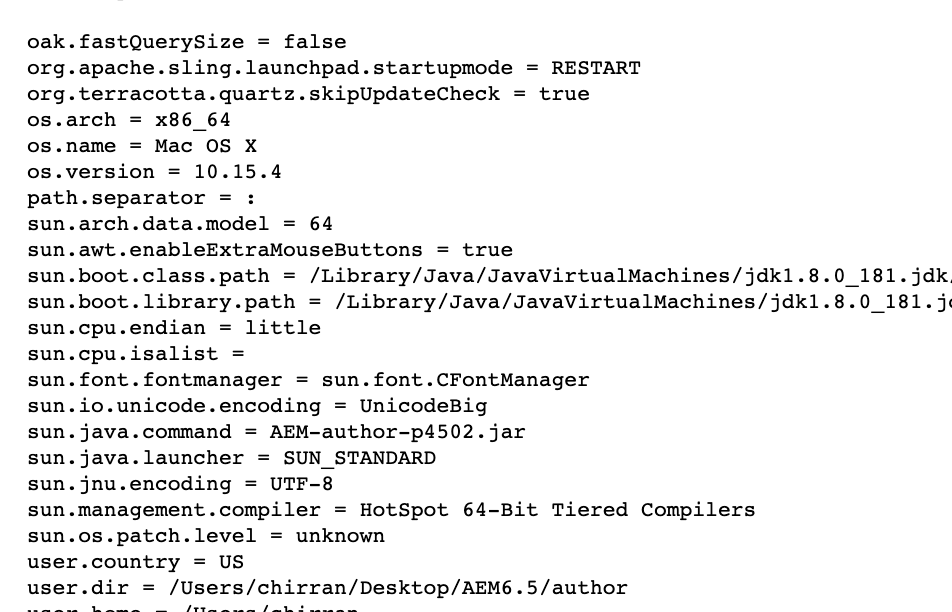 oak.fastQuerySize = false
org.apache.sling.launchpad.startupmode = RESTART
org.terracotta.quartz.skipUpdateCheck = true
os.arch = x86_64
os.name = Mac OS X
os.version = 10.15.4
path.separator = :
sun.arch.data.model = 64
sun.awt.enableExtraMouseButtons = true
sun.boot.class.path = /Library/Java/JavaVirtualMachines/jdk1.8.0_181.jdk
sun.boot.library.path = /Library/Java/JavaVirtualMachines/jdk1.8.0_181.j
sun.cpu.endian = little
sun.cpu.isalist =
sun.font.fontmanager = sun.font.CFontManager
sun.io.unicode.encoding = UnicodeBig
sun.java.command = AEM-author-p4502.jar
sun.java.launcher = SUN_STANDARD
sun.jnu.encoding = UTF-8
sun.management.compiler = HotSpot 64-Bit Tiered Compilers
sun.os.patch.level = unknown
user.country = US
user.dir = /Users/chirran/Desktop/AEM6.5/author
user.home = /Users/chirran